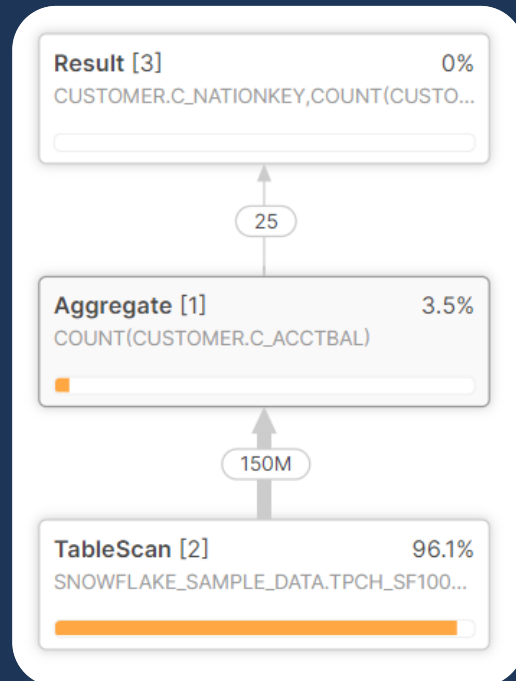 Result [3] 0%
CUSTOMER.C_NATIONKEY,COUNT(CUSTO...
25
Aggregate [1] 3.5%
COUNT(CUSTOMER.C_ACCTBAL)
150M
TableScan [2] 96.1%
SNOWFLAKE_SAMPLE_DATA.TPCH_SF100...